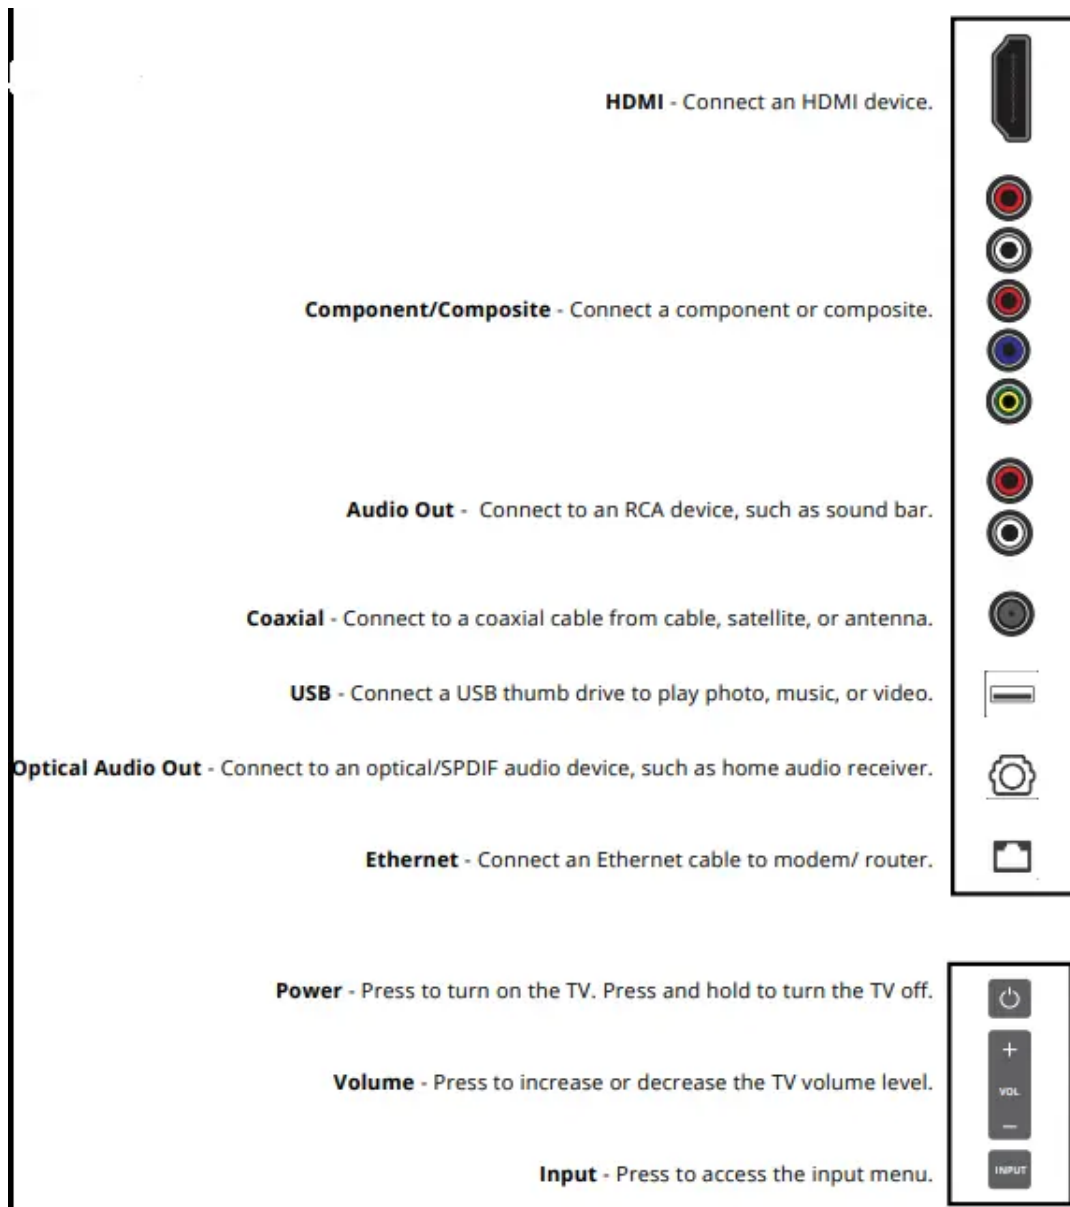 HDMI - Connect an HDMI device.
Component/Composite - Connect a component or composite.
Audio Out - Connect to an RCA device, such as sound bar.
Coaxial - Connect to a coaxial cable from cable, satellite, or antenna.
USB - Connect a USB thumb drive to play photo, music, or video.
Optical Audio Out - Connect to an optical/SPDIF audio device, such as home audio receiver.
Ethernet - Connect an Ethernet cable to modem/ router.
Power - Press to turn on the TV. Press and hold to turn the TV off.
+
Volume - Press to increase or decrease the TV volume level.
VOL
–
Input - Press to access the input menu.
INPUT